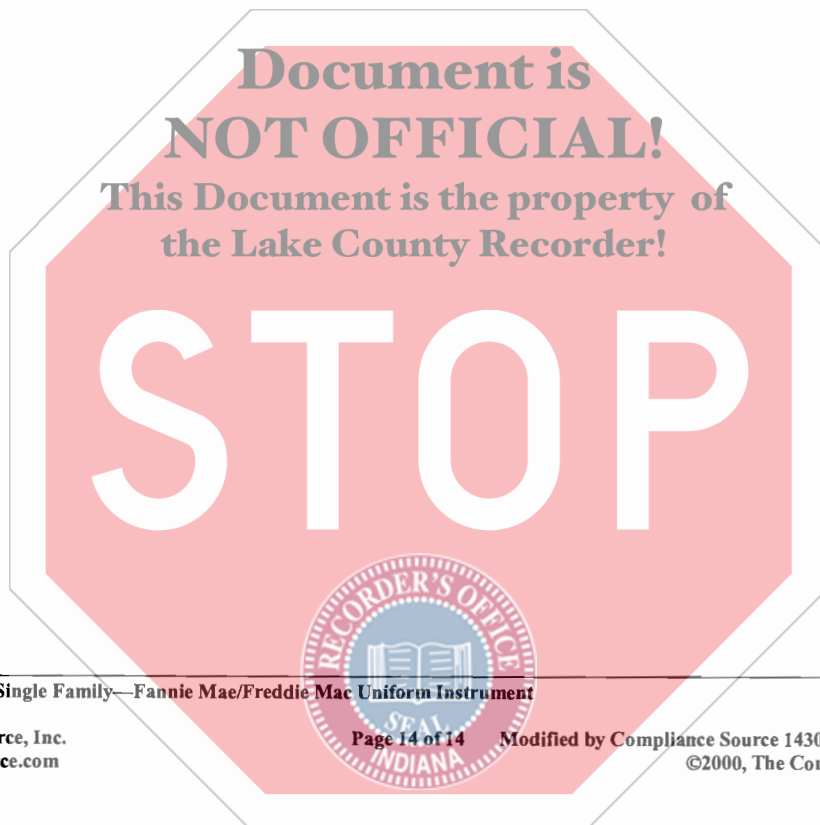 Document is
NOT OFFICIAL!
This Document is the property of
the Lake County Recorder!
STOP
RECORDER'S OFFICE
SEAL
INDIANA
Single Family—Fannie Mae/Freddie Mac Uniform Instrument
rce, Inc.
Page 14 of 14
Modified by Compliance Source 1430
ce.com
©2000, The Con